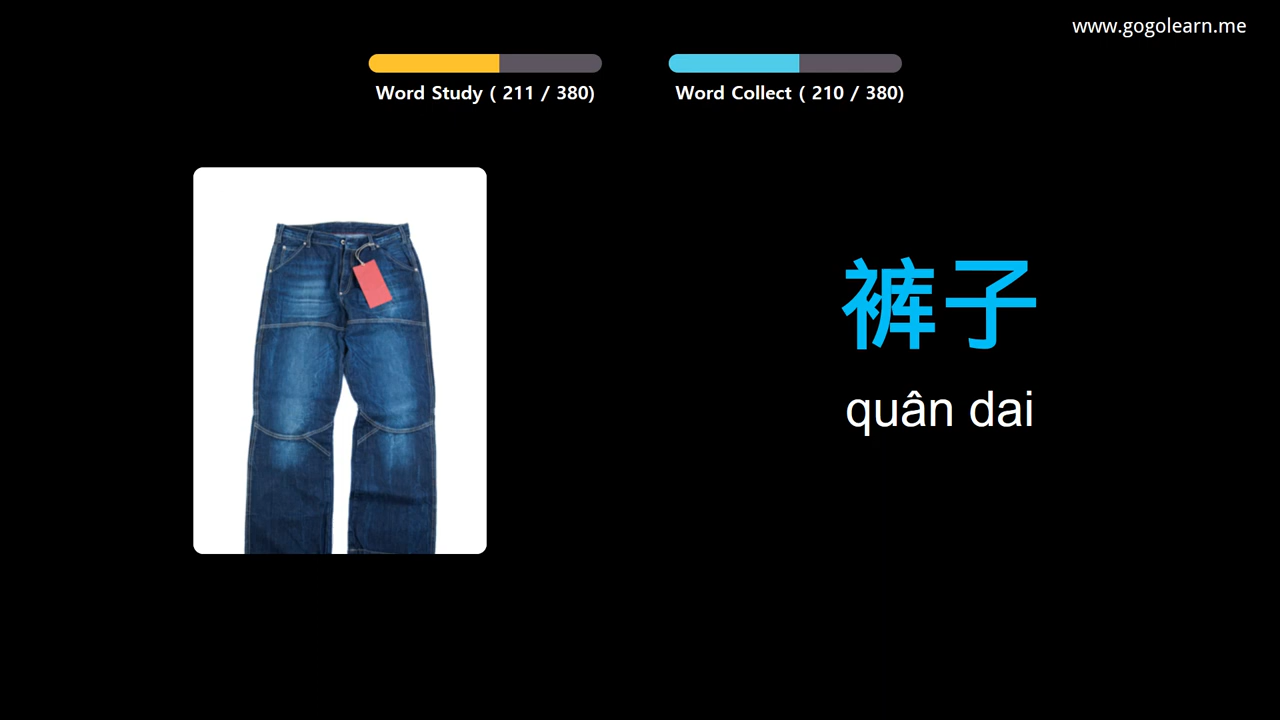 www.gogolearn.me
Word Study ( 211 / 380)
Word Collect ( 210 / 380)
裤子
quân dai